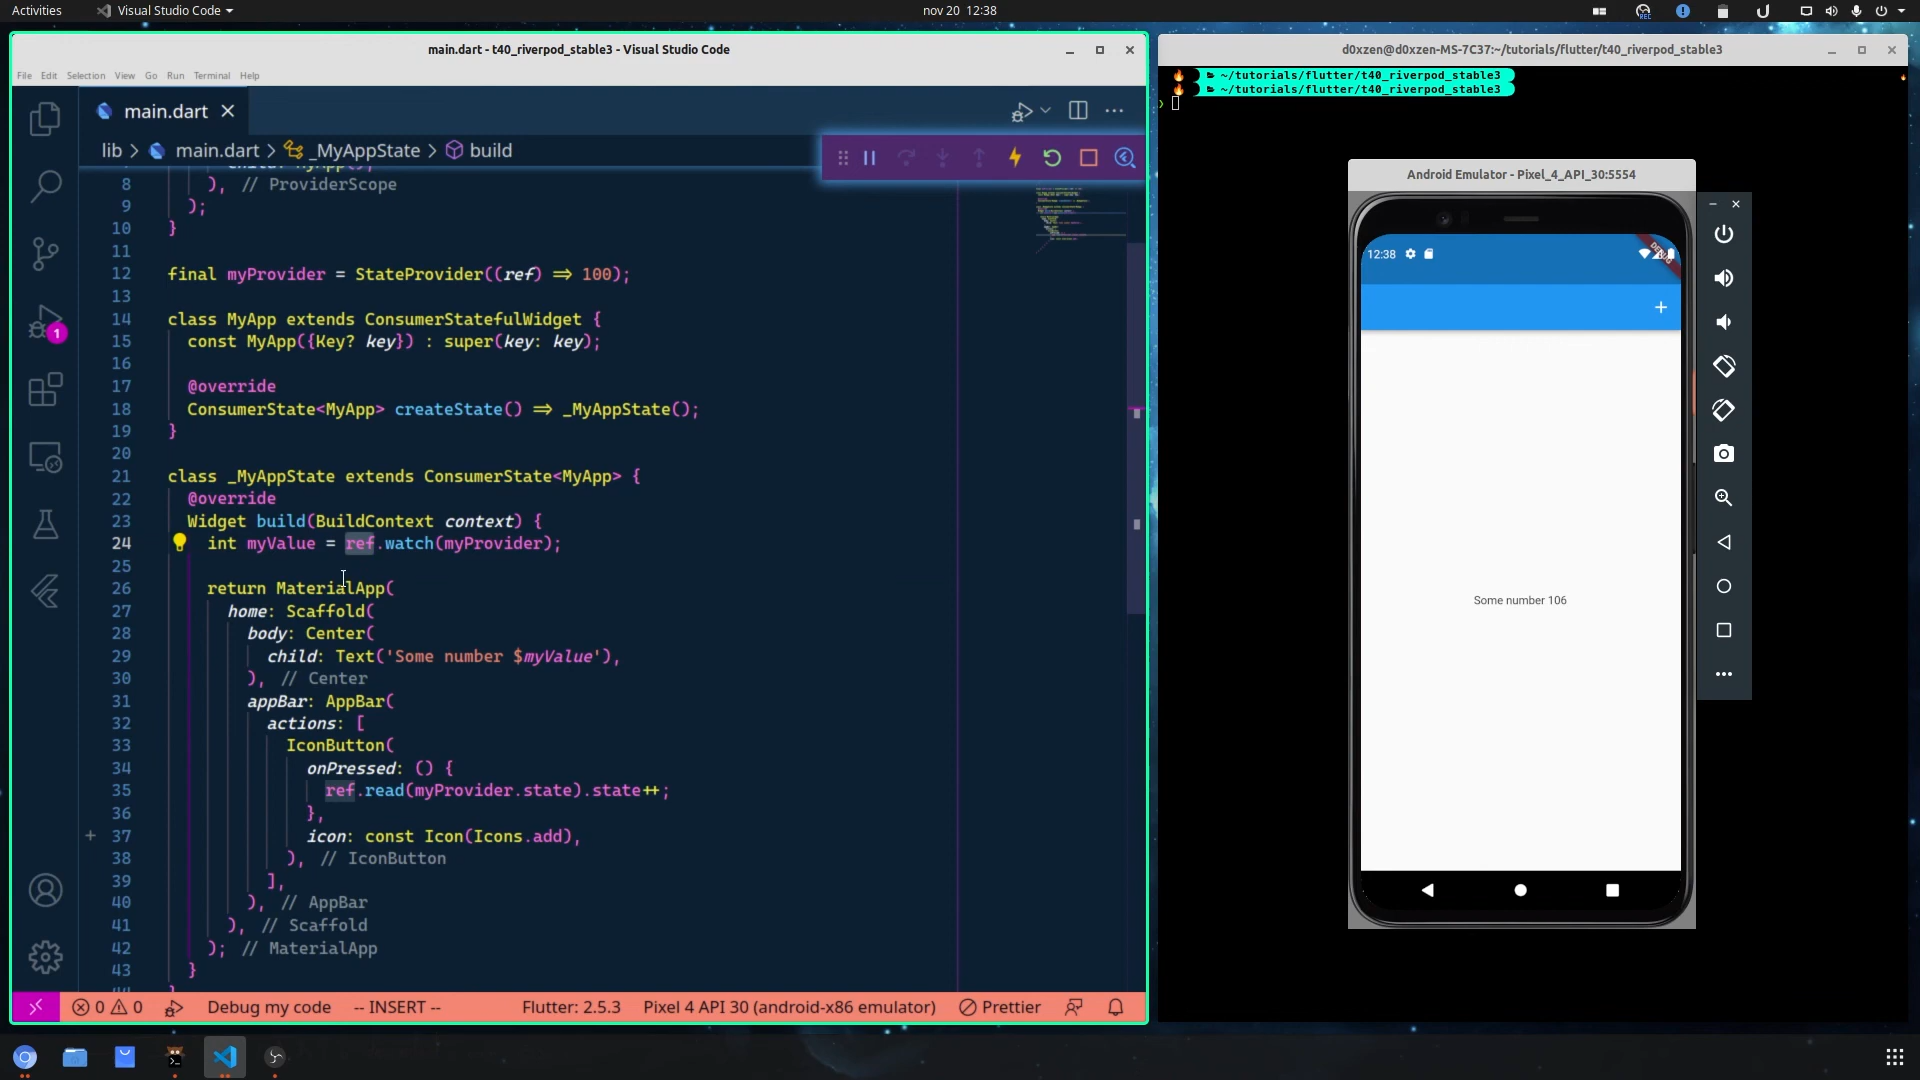 Activities
Visual Studio Code
nov 20 12:38
REC
main.dart - t40_riverpod_stable3 - Visual Studio Code
File Edit Selection View Go Run Terminal Help
main.dart
lib > main.dart > _MyAppState > build
8 ), // ProviderScope
9 );
10 }
11
12 final myProvider = StateProvider((ref) => 100);
13
14 class MyApp extends ConsumerStatefulWidget {
15 const MyApp({Key? key}) : super(key: key);
16
17 @override
18 ConsumerState<MyApp> createState() => _MyAppState();
19 }
20
21 class _MyAppState extends ConsumerState<MyApp> {
22 @override
23 Widget build(BuildContext context) {
24 int myValue = ref.watch(myProvider);
25
26 return MaterialApp(
27 home: Scaffold(
28 body: Center(
29 child: Text('Some number $myValue'),
30 ), // Center
31 appBar: AppBar(
32 actions: [
33 IconButton(
34 onPressed: () {
35 ref.read(myProvider.state).state++;
36 },
37 icon: const Icon(Icons.add),
38 ), // IconButton
39 ],
40 ), // AppBar
41 ), // Scaffold
42 ); // MaterialApp
43 }
1
0 0
Debug my code
-- INSERT --
Flutter: 2.5.3
Pixel 4 API 30 (android-x86 emulator)
Prettier
d0xzen@d0xzen-MS-7C37:~/tutorials/flutter/t40_riverpod_stable3
~/tutorials/flutter/t40_riverpod_stable3
~/tutorials/flutter/t40_riverpod_stable3
Android Emulator - Pixel_4_API_30:5554
12:38
DEBUG
Some number 106